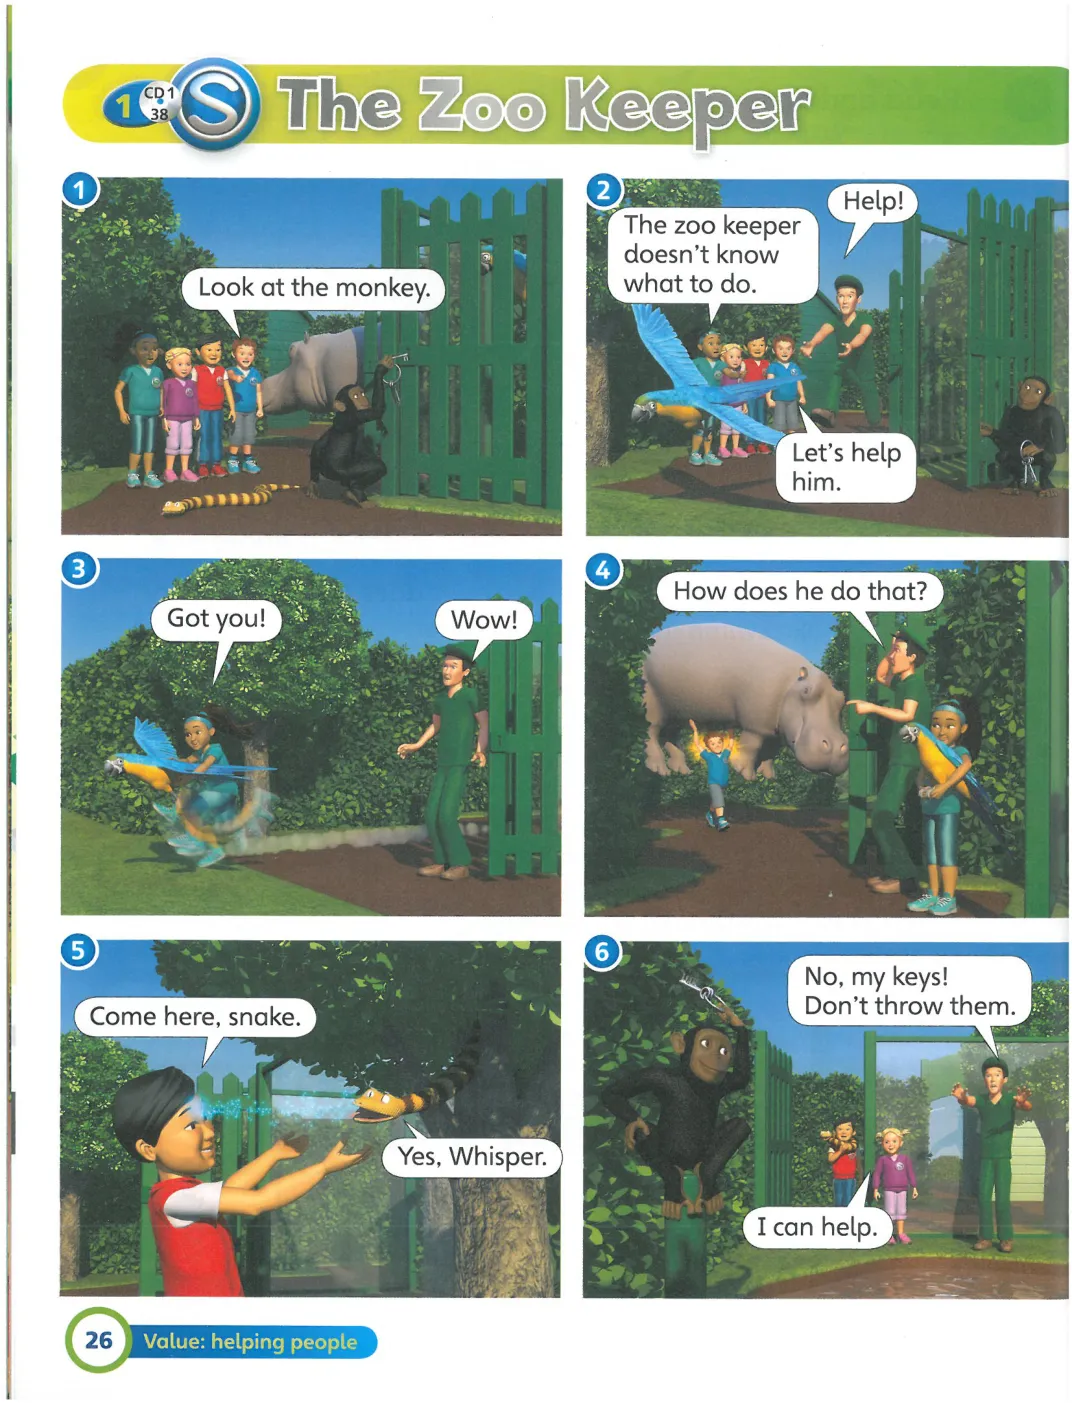 1
CD 1
38
S
The Zoo Keeper
1
Look at the monkey.
2
The zoo keeper
doesn't know
what to do.
Help!
Let's help
him.
3
Got you!
Wow!
4
How does he do that?
5
Come here, snake.
Yes, Whisper.
6
No, my keys!
Don't throw them.
I can help.
26
Value: helping people